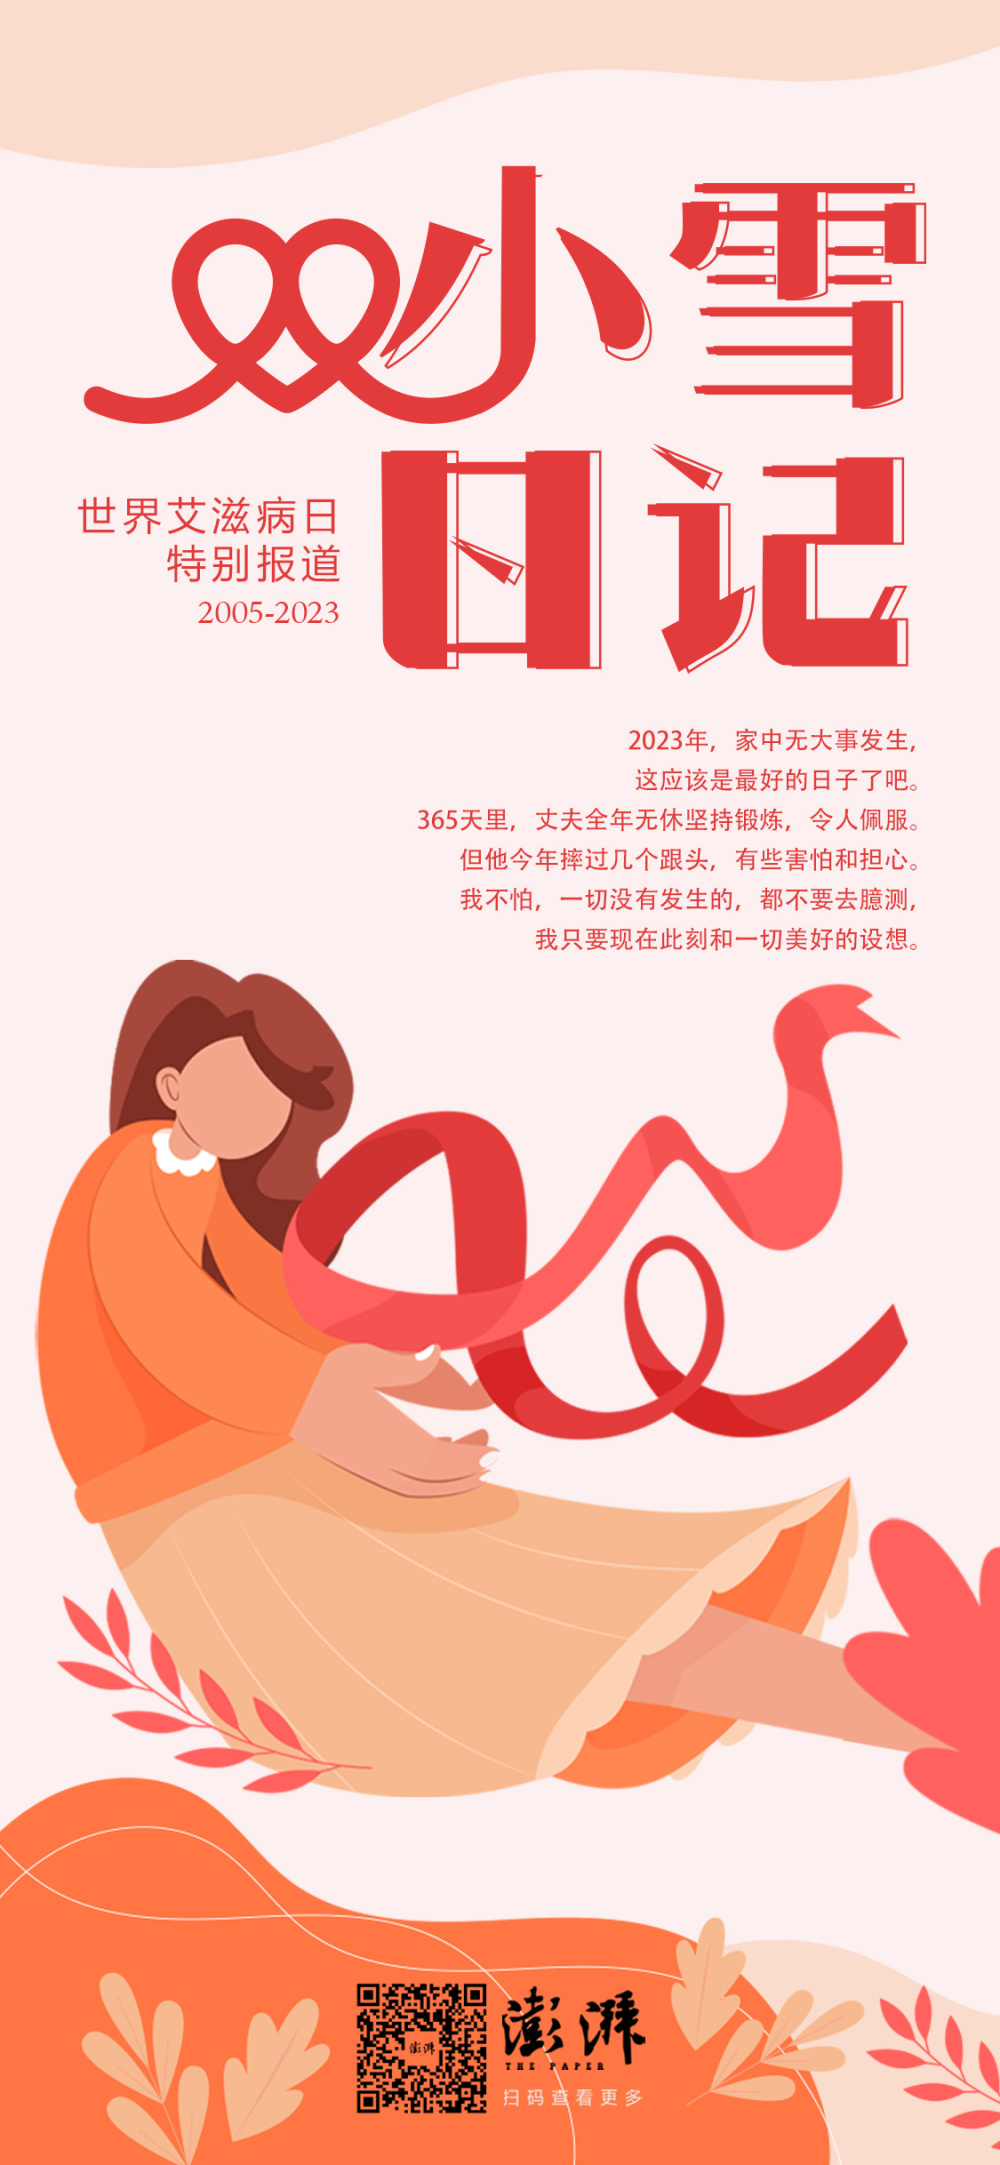 小雪
日记
世界艾滋病日
特别报道
2005-2023
2023年，家中无大事发生，
这应该是最好的日子了吧。
365天里，丈夫全年无休坚持锻炼，令人佩服。
但他今年摔过几个跟头，有些害怕和担心。
我不怕，一切没有发生的，都不要去臆测，
我只要现在此刻和一切美好的设想。
澎湃
澎湃
THE PAPER
扫码查看更多